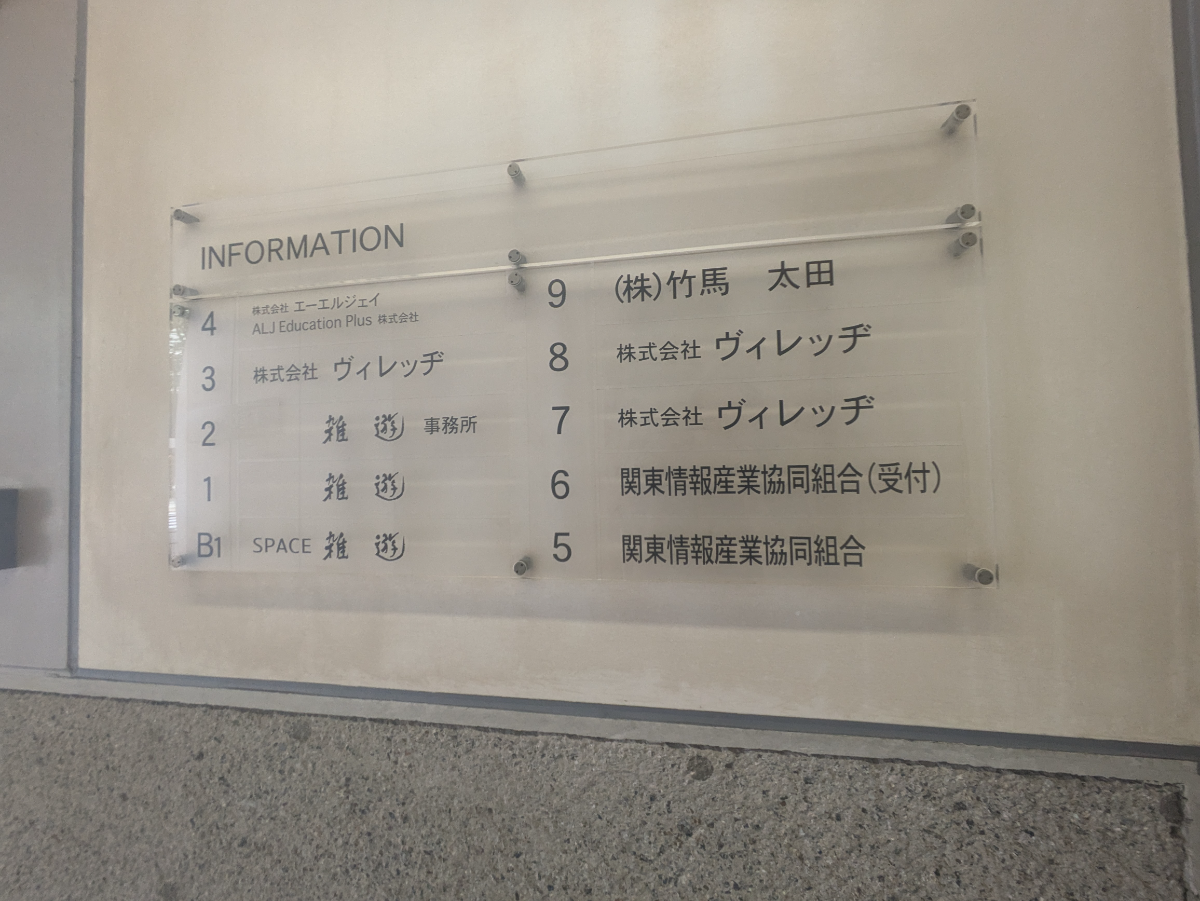 INFORMATION
4 株式会社 エーエルジェイ
ALJ Education Plus 株式会社
3 株式会社 ヴィレッヂ
2 雑 遊 事務所
1 雑 遊
B1 SPACE 雑 遊
9 (株)竹馬 太田
8 株式会社 ヴィレッヂ
7 株式会社 ヴィレッヂ
6 関東情報産業協同組合(受付)
5 関東情報産業協同組合